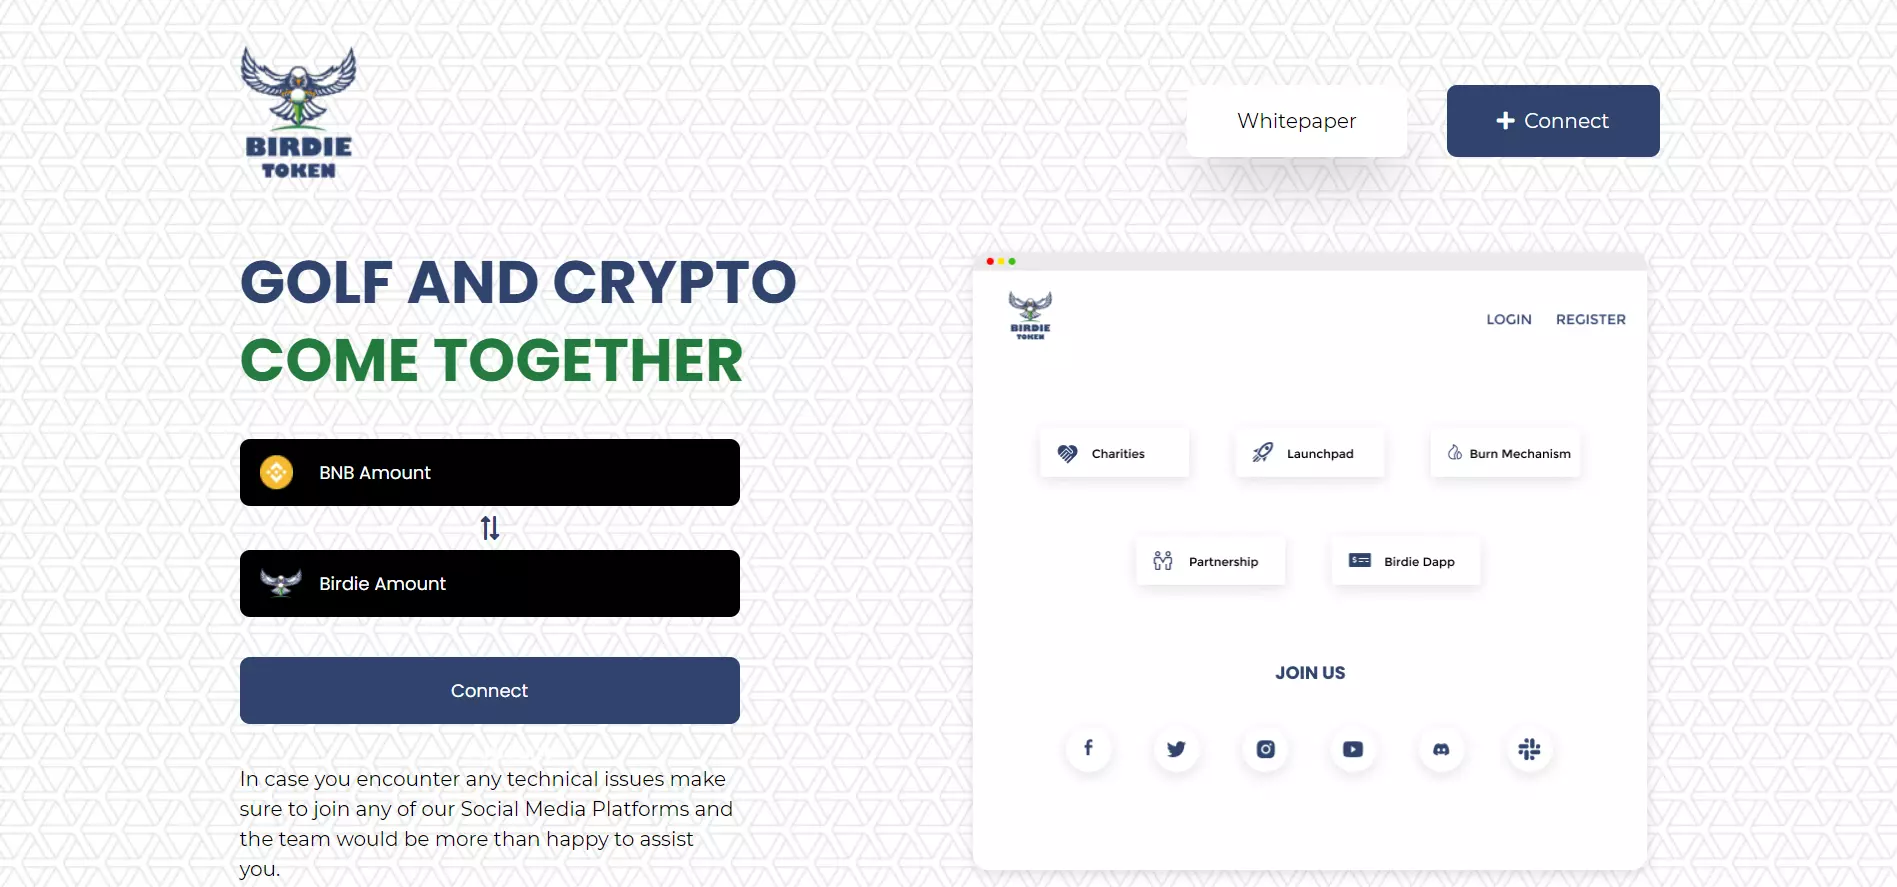 BIRDIE
TOKEN
Whitepaper
Connect
GOLF AND CRYPTO
COME TOGETHER
BNB Amount
Birdie Amount
Connect
In case you encounter any technical issues make
sure to join any of our Social Media Platforms and
the team would be more than happy to assist
you.
BIRDIE
TOKEN
LOGIN REGISTER
Charities
Launchpad
Burn Mechanism
Partnership
Birdie Dapp
JOIN US